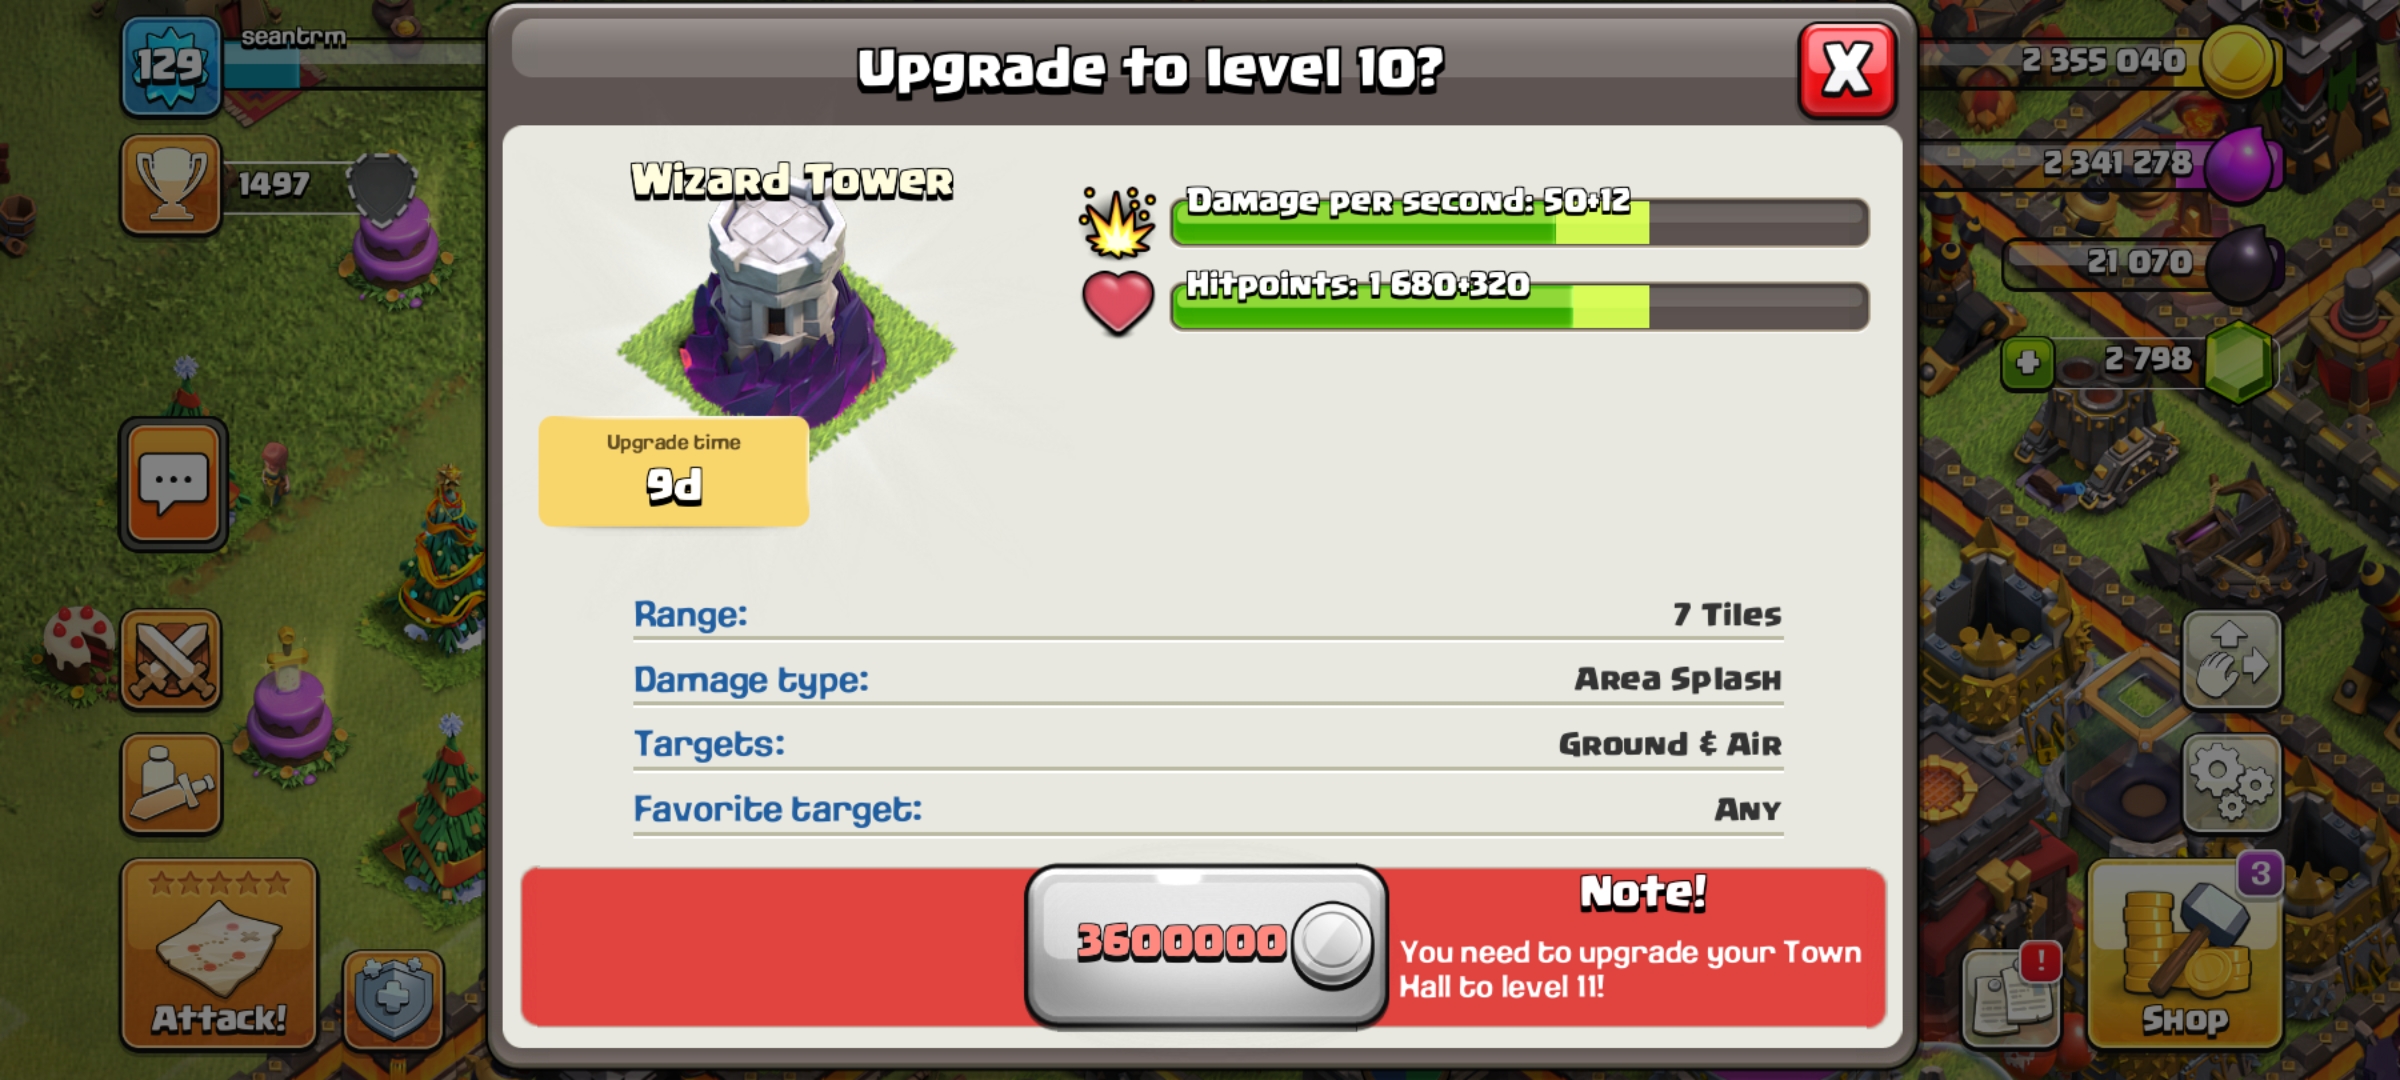 129
seantrm
1497
Upgrade to level 10?
X
2 355 040
2 341 278
21 070
2 798
Wizard Tower
Damage per second: 50+12
Hitpoints: 1 680+320
Upgrade time
9d
Range: 7 Tiles
Damage type: Area Splash
Targets: Ground & Air
Favorite target: Any
3600000
Note!
You need to upgrade your Town
Hall to level 11!
Attack!
!
3
Shop